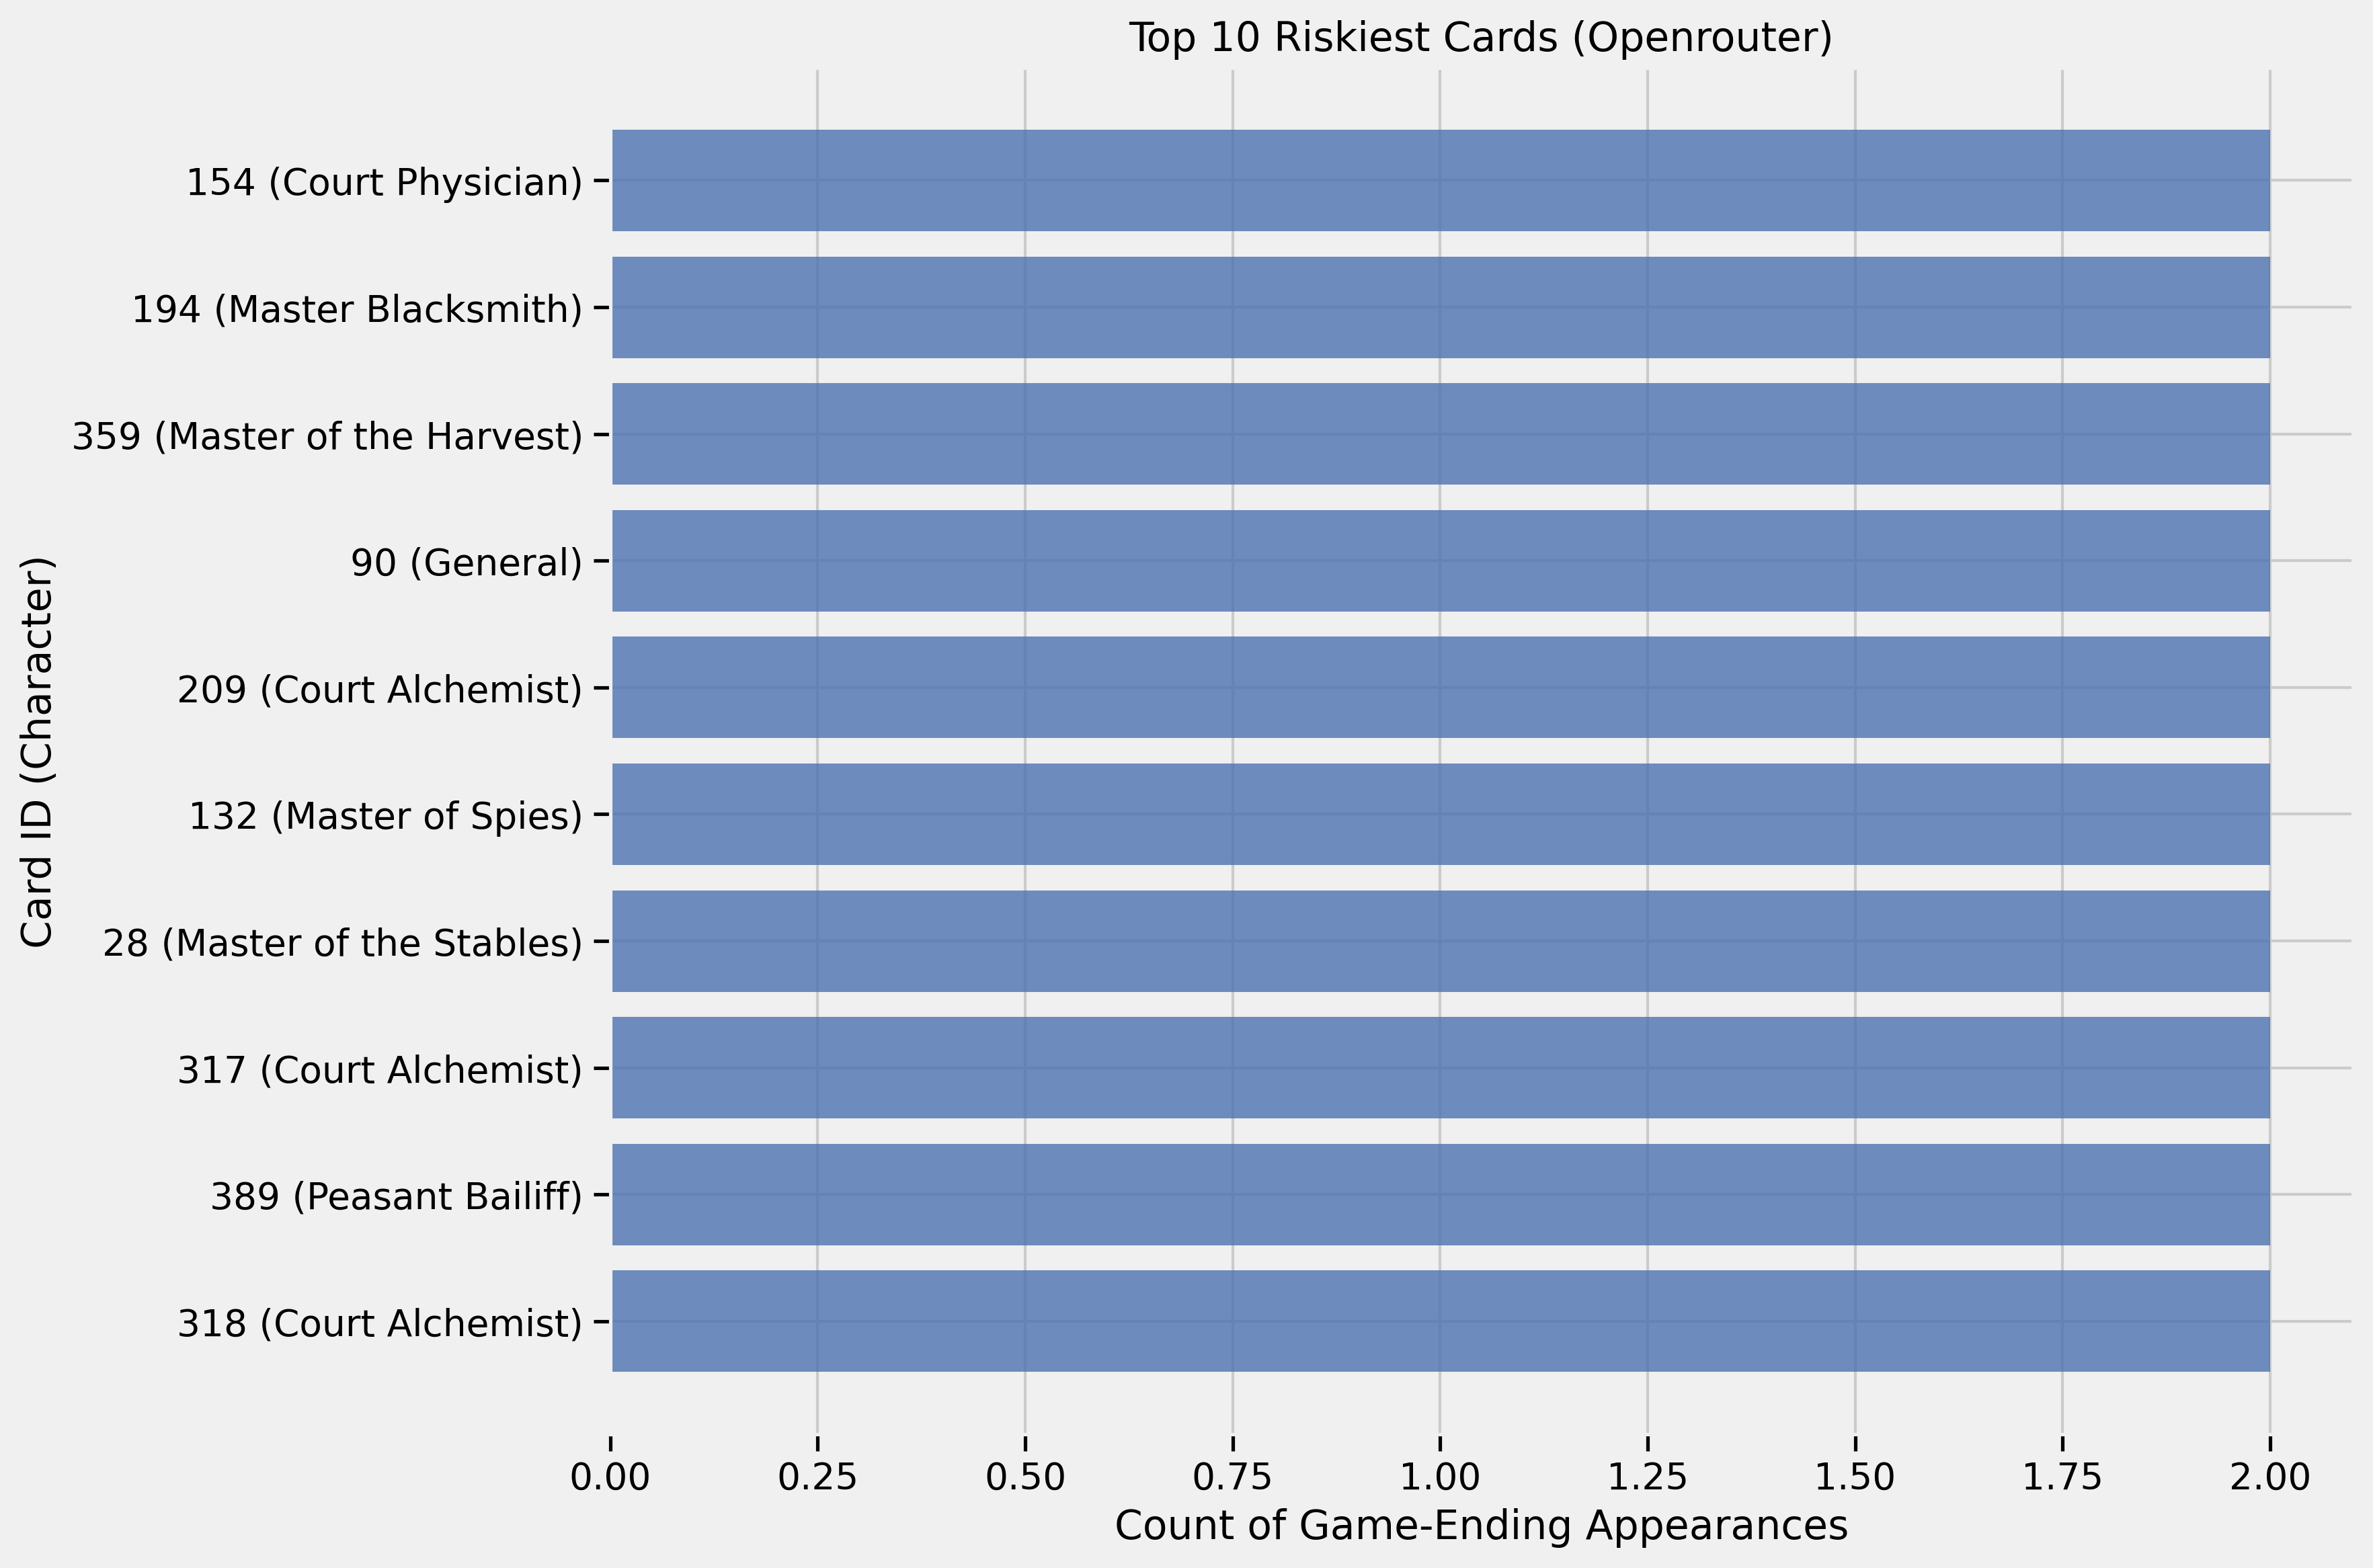 Top 10 Riskiest Cards (Openrouter)
Card ID (Character)
154 (Court Physician)
194 (Master Blacksmith)
359 (Master of the Harvest)
90 (General)
209 (Court Alchemist)
132 (Master of Spies)
28 (Master of the Stables)
317 (Court Alchemist)
389 (Peasant Bailiff)
318 (Court Alchemist)
0.00 0.25 0.50 0.75 1.00 1.25 1.50 1.75 2.00
Count of Game-Ending Appearances